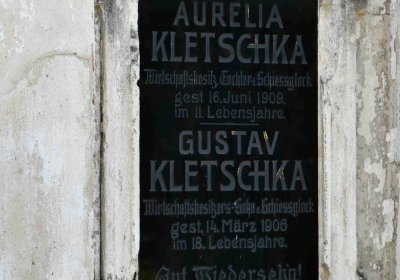 AURELIA
KLETSCHKA
Wirtschaftsbesitz. Tochter v. Schiessglock
gest. 16. Juni 1909,
im 11. Lebensjahre.
GUSTAV
KLETSCHKA
Wirtschaftsbesitzers-Sohn v. Schiessglock
gest. 14. März 1906
im 18. Lebensjahre.
Auf Wiedersehn!